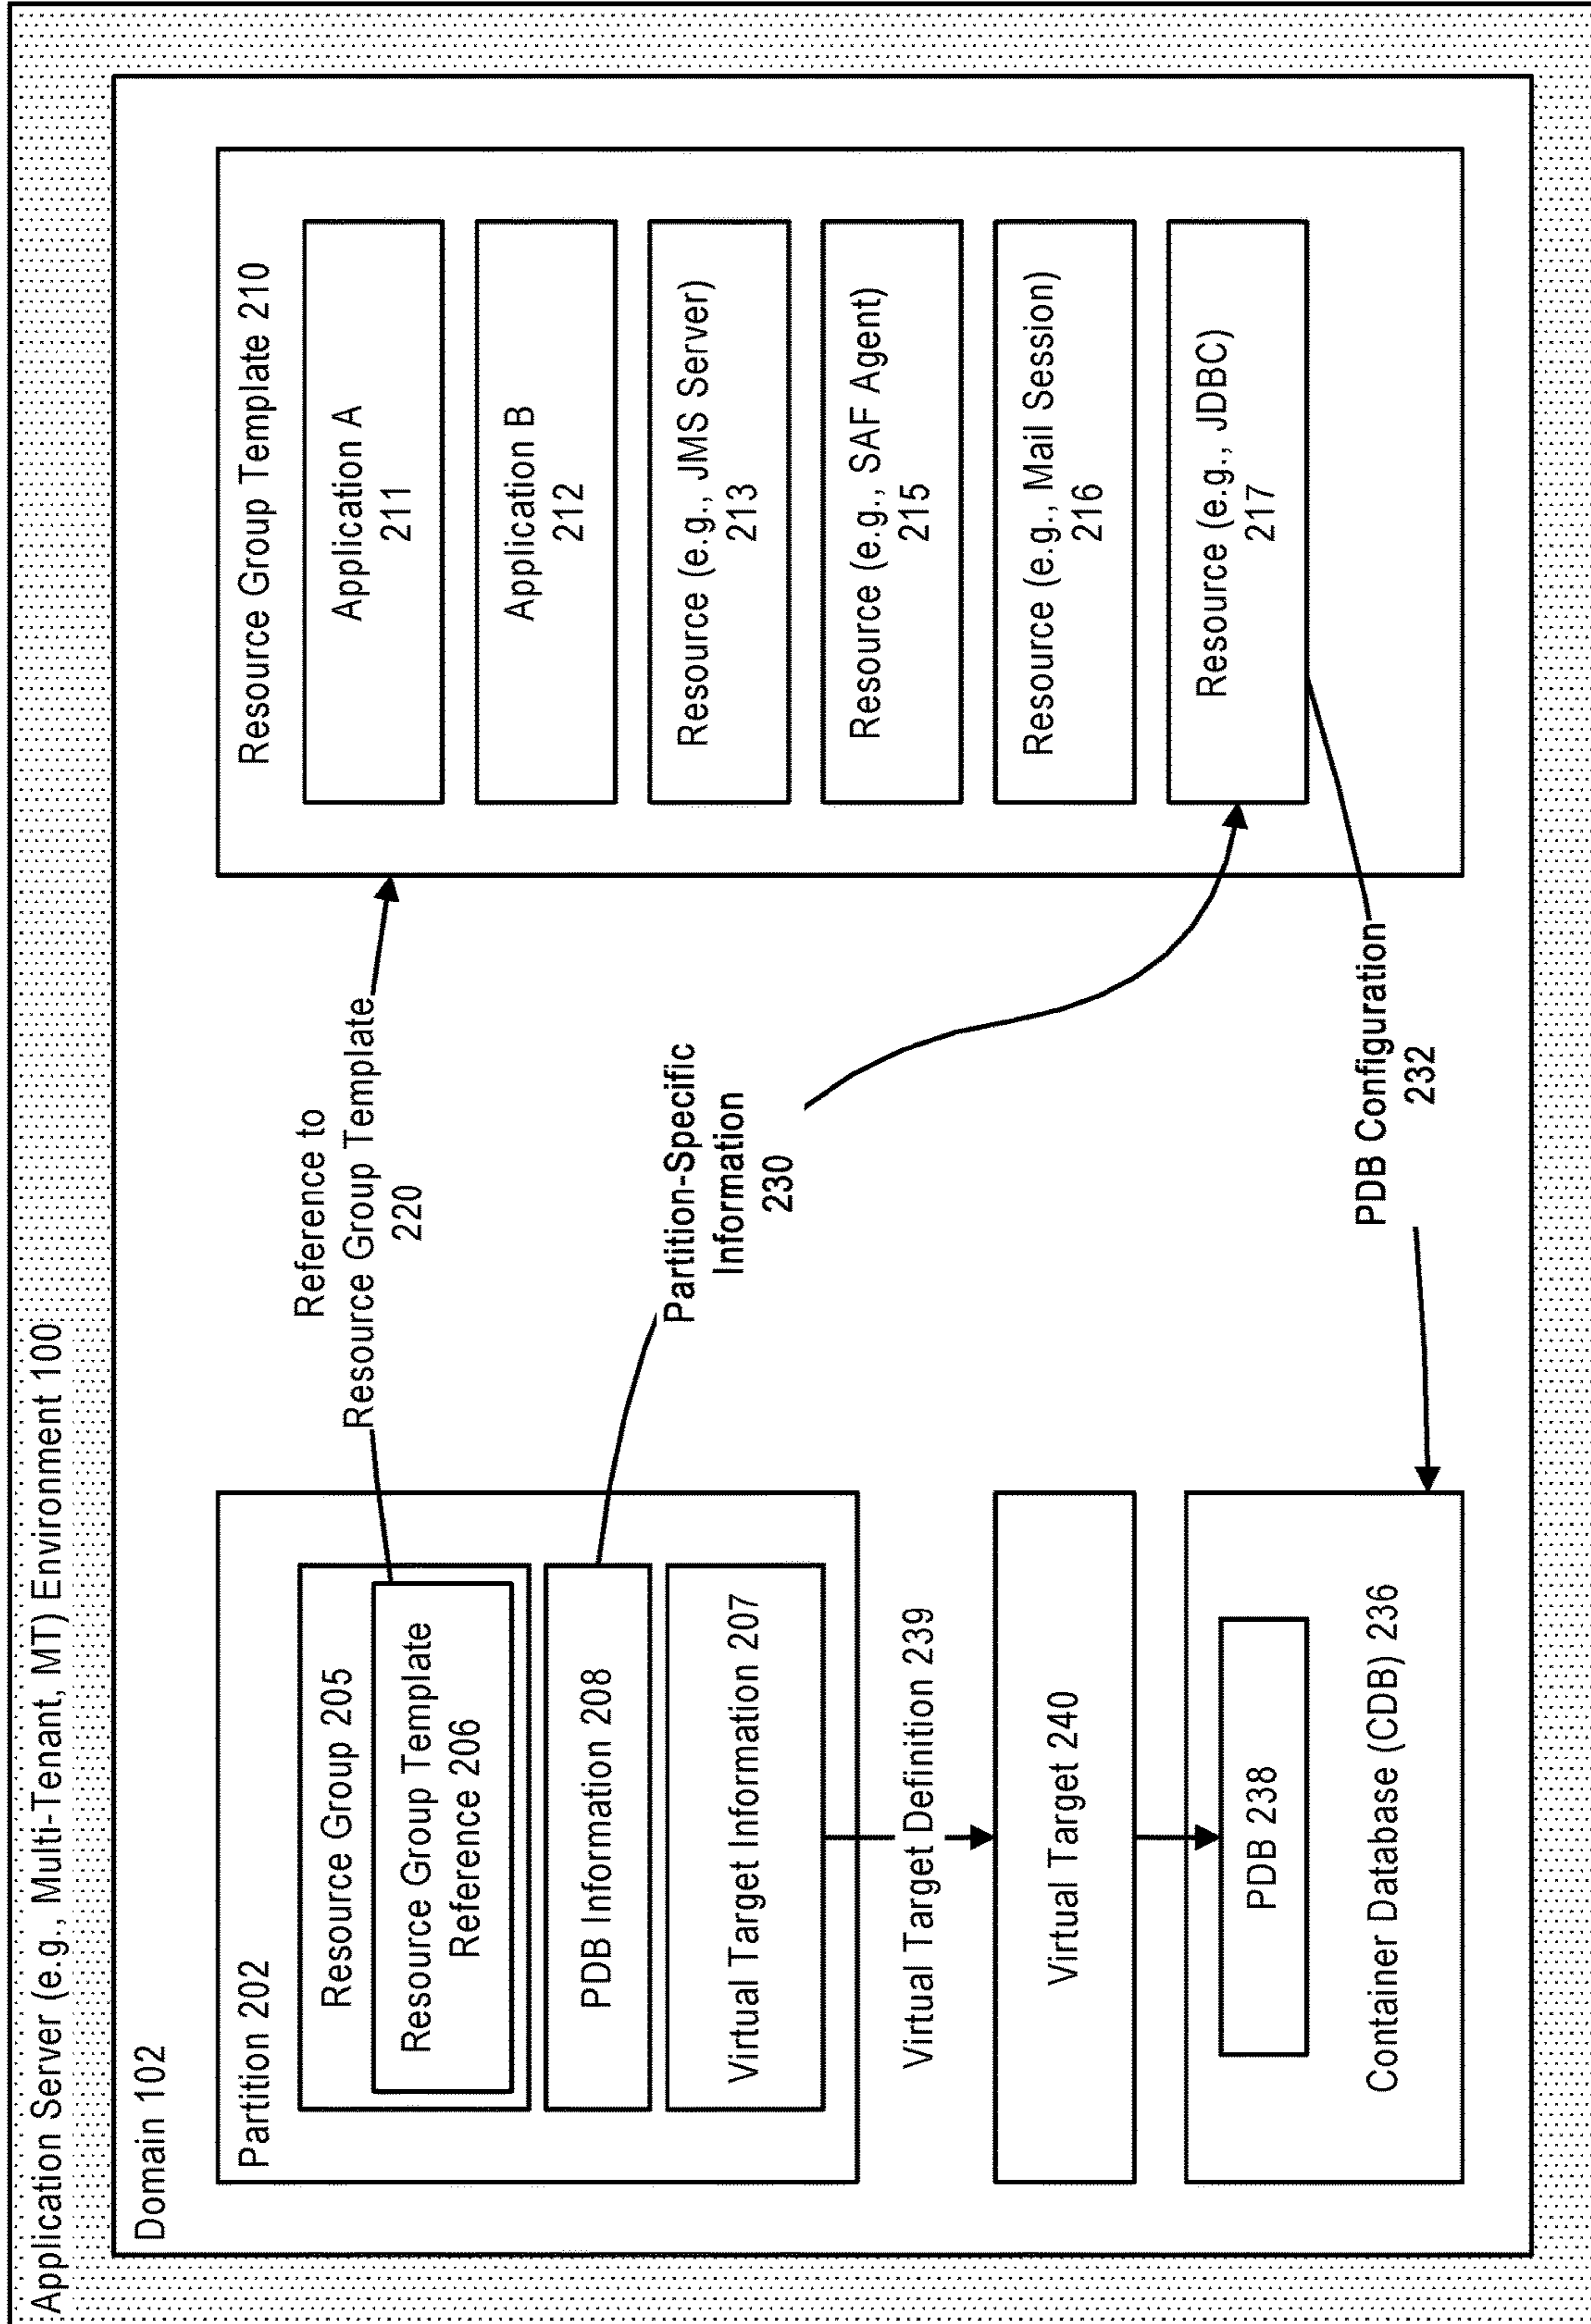 Application Server (e.g., Multi-Tenant, MT) Environment 100
Domain 102
Partition 202
Resource Group 205
Resource Group Template
Reference 206
PDB Information 208
Virtual Target Information 207
Virtual Target Definition 239
Virtual Target 240
PDB 238
Container Database (CDB) 236
Reference to
Resource Group Template
220
Partition-Specific
Information
230
PDB Configuration
232
Resource Group Template 210
Application A
211
Application B
212
Resource (e.g., JMS Server)
213
Resource (e.g., SAF Agent)
215
Resource (e.g., Mail Session)
216
Resource (e.g., JDBC)
217